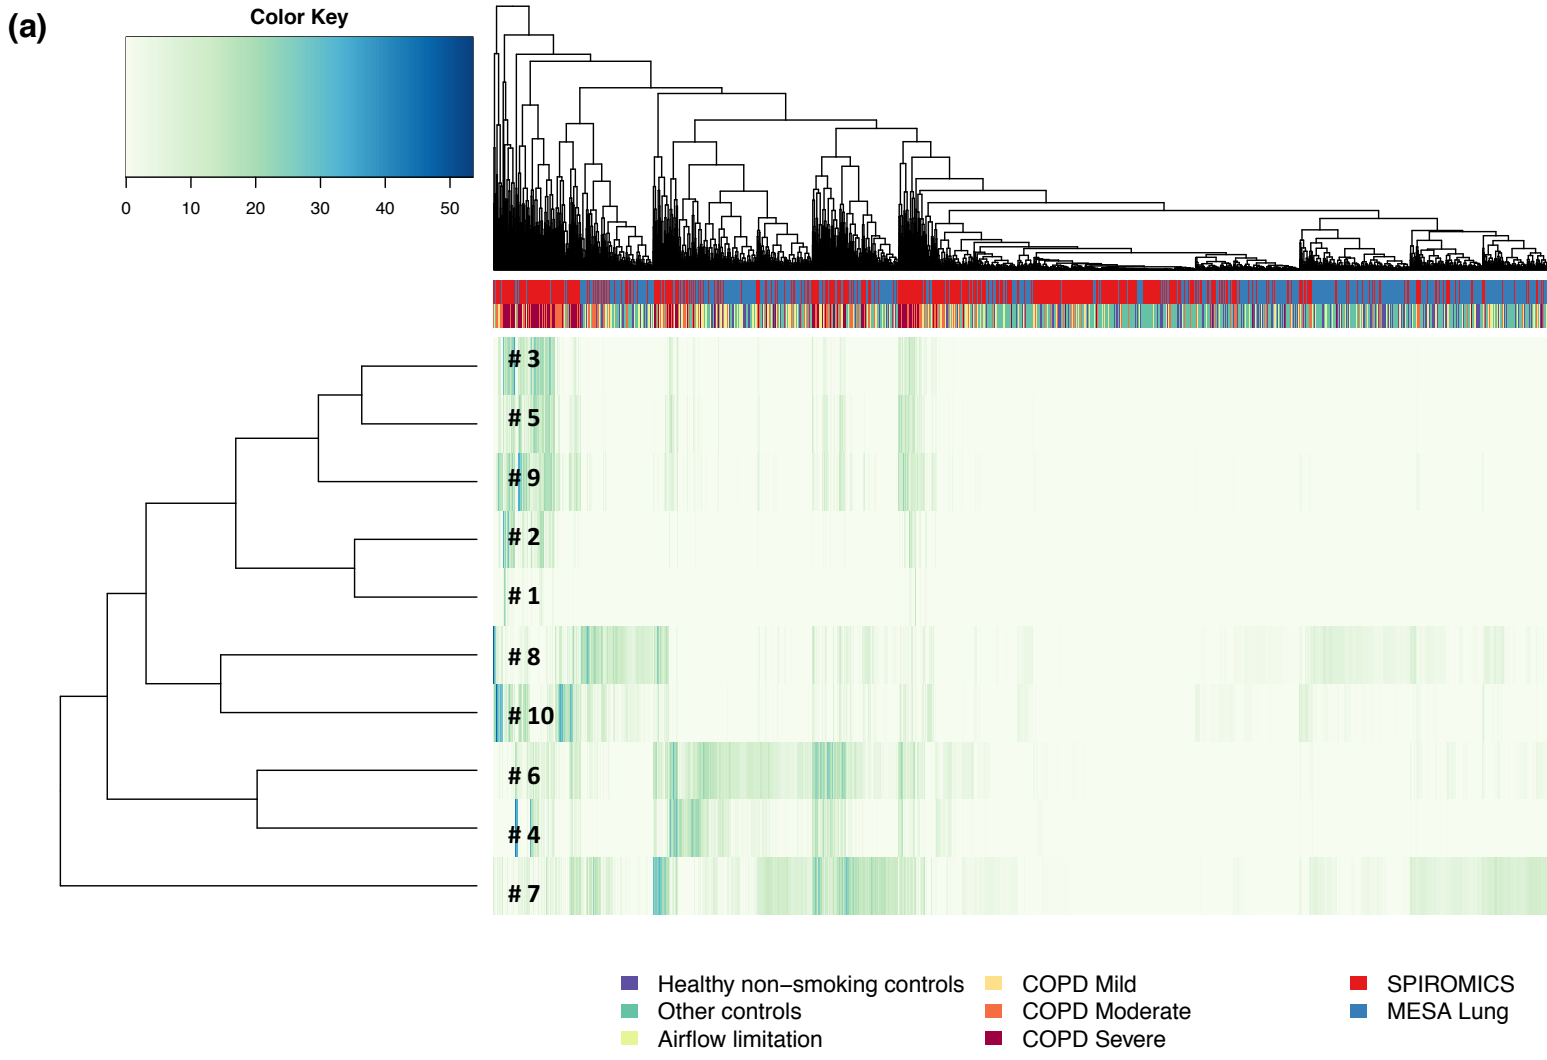 (a)
Color Key
0 10 20 30 40 50
# 3
# 5
# 9
# 2
# 1
# 8
# 10
# 6
# 4
# 7
Healthy non−smoking controls
Other controls
Airflow limitation
COPD Mild
COPD Moderate
COPD Severe
SPIROMICS
MESA Lung